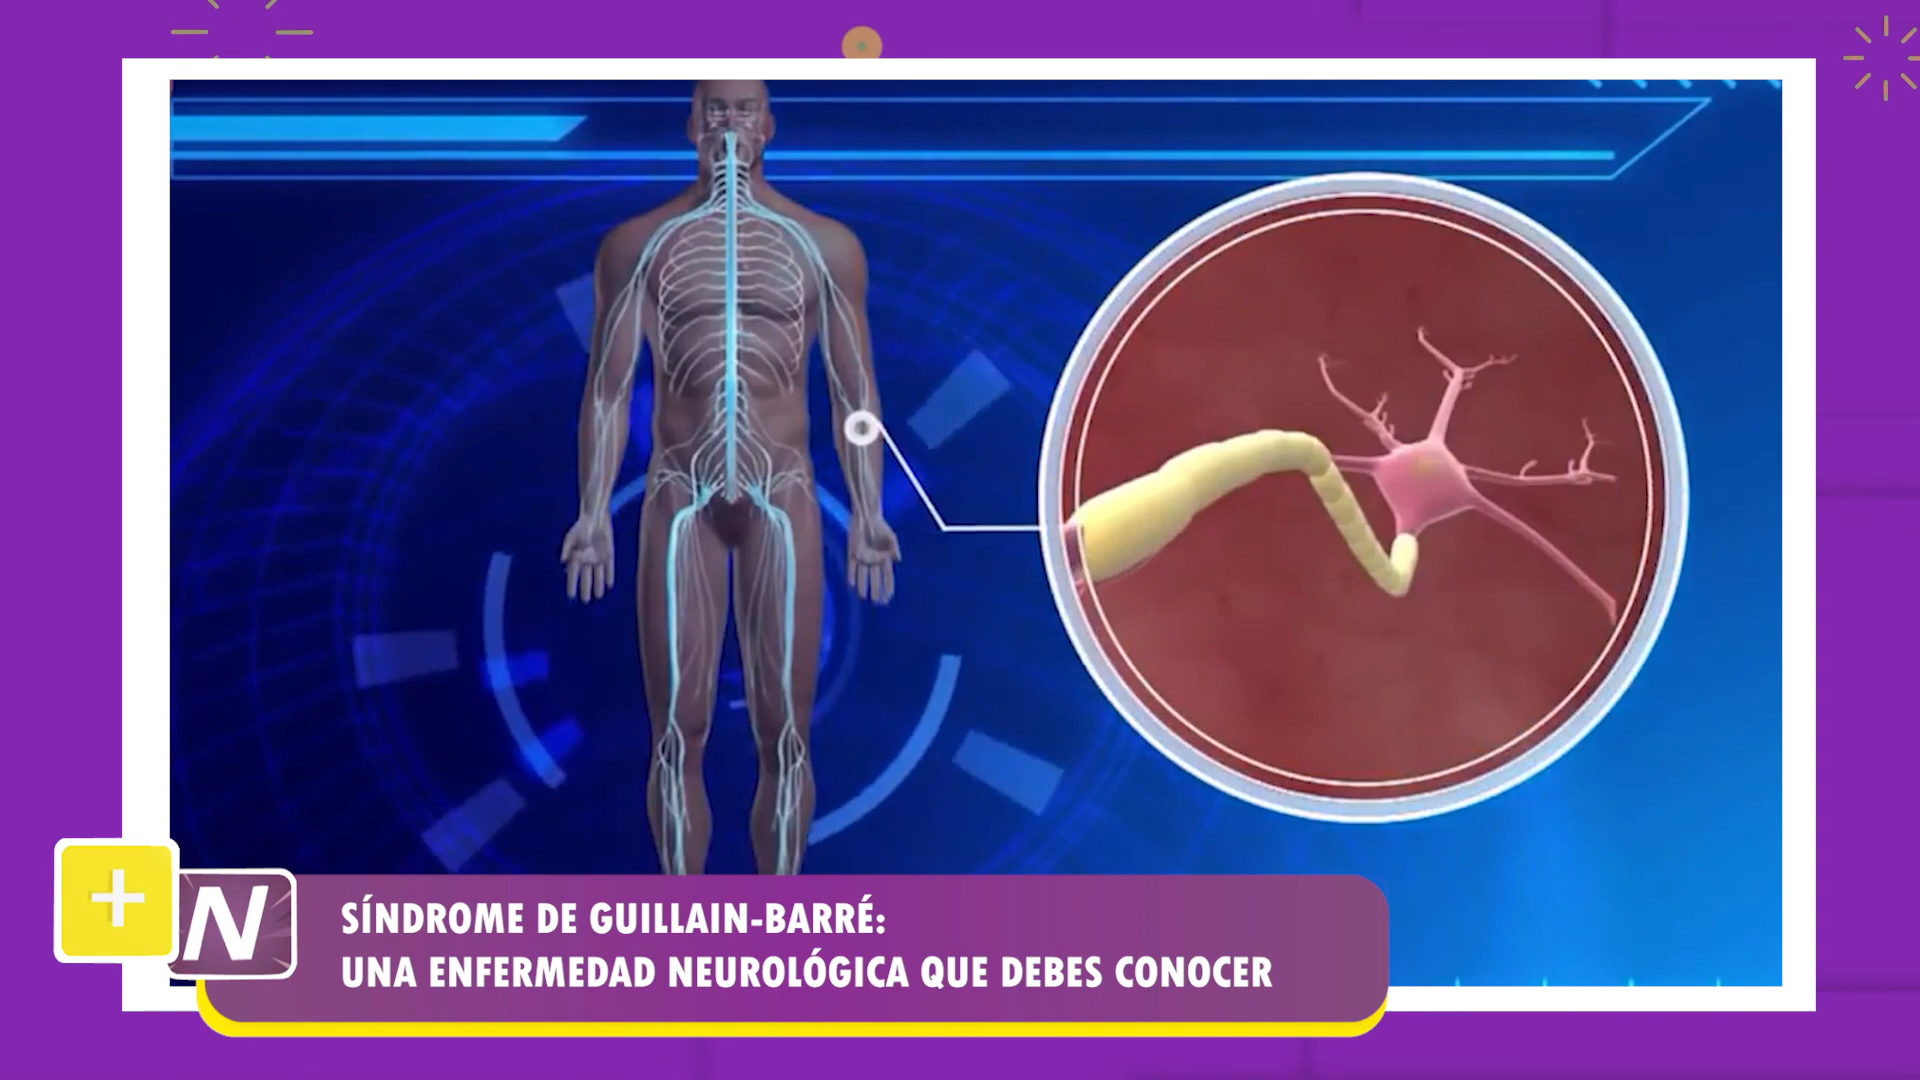 +
N
SÍNDROME DE GUILLAIN-BARRÉ:
UNA ENFERMEDAD NEUROLÓGICA QUE DEBES CONOCER